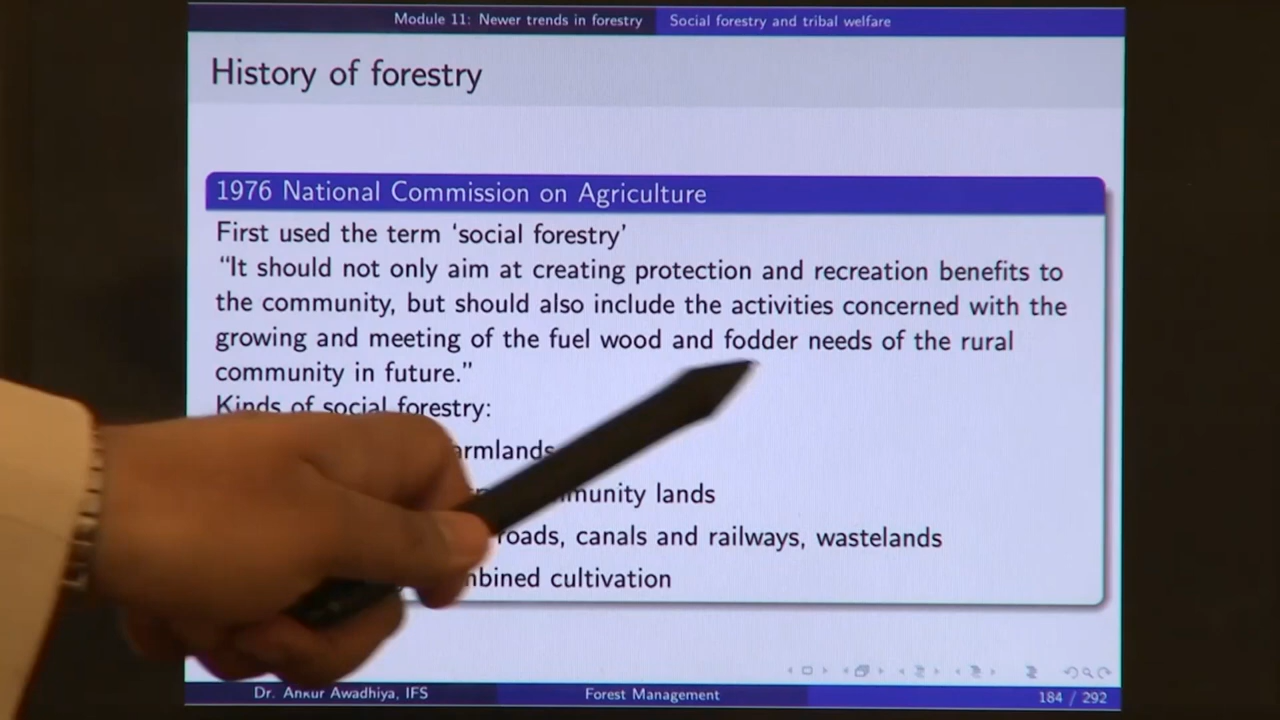 Module 11: Newer trends in forestry Social forestry and tribal welfare
History of forestry
1976 National Commission on Agriculture
First used the term ‘social forestry’
“It should not only aim at creating protection and recreation benefits to
the community, but should also include the activities concerned with the
growing and meeting of the fuel wood and fodder needs of the rural
community in future.”
Kinds of social forestry:
lands
community lands
roads, canals and railways, wastelands
cultivation
Dr. Ankur Awadhiya, IFS Forest Management 184 / 292